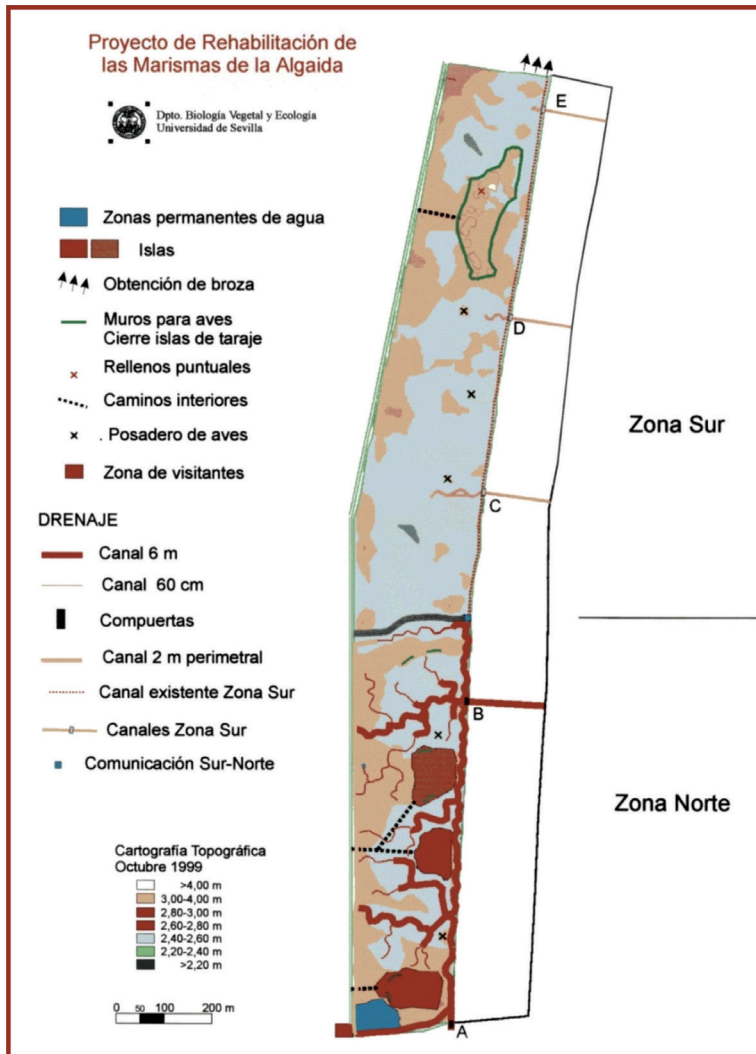 Proyecto de Rehabilitación de
las Marismas de la Algaida
Dpto. Biología Vegetal y Ecología
Universidad de Sevilla
Zonas permanentes de agua
Islas
Obtención de broza
Muros para aves
Cierre islas de taraje
Rellenos puntuales
Caminos interiores
. Posadero de aves
Zona de visitantes
DRENAJE
Canal 6 m
Canal 60 cm
Compuertas
Canal 2 m perimetral
Canal existente Zona Sur
Canales Zona Sur
Comunicación Sur-Norte
Cartografía Topográfica
Octubre 1999
>4,00 m
3,00-4,00 m
2,80-3,00 m
2,60-2,80 m
2,40-2,60 m
2,20-2,40 m
>2,20 m
0 50 100 200 m
E
D
C
B
A
Zona Sur
Zona Norte